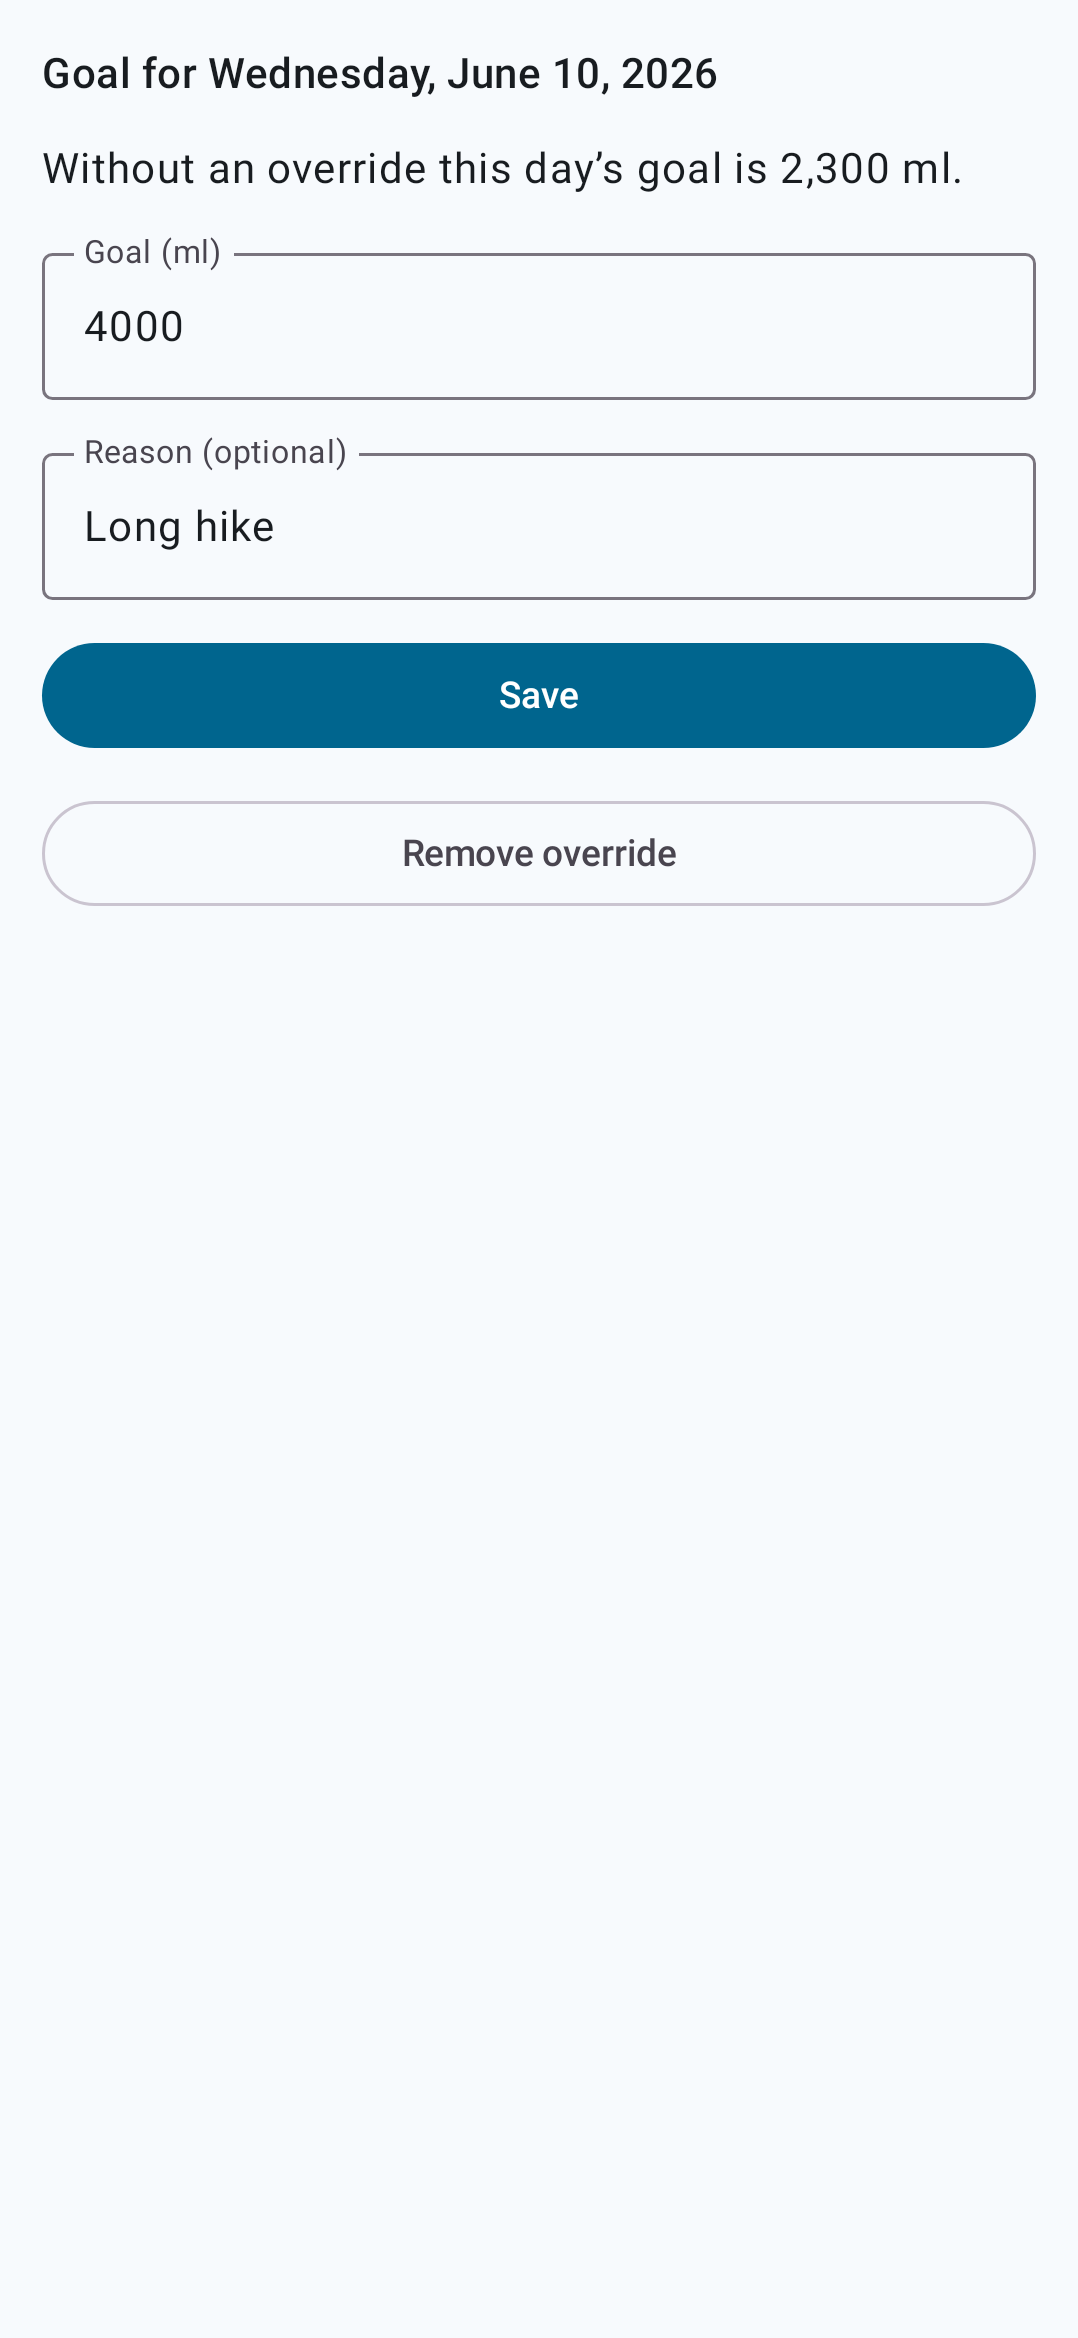 Goal for Wednesday, June 10, 2026
Without an override this day’s goal is 2,300 ml.
Goal (ml)
4000
Reason (optional)
Long hike
Save
Remove override